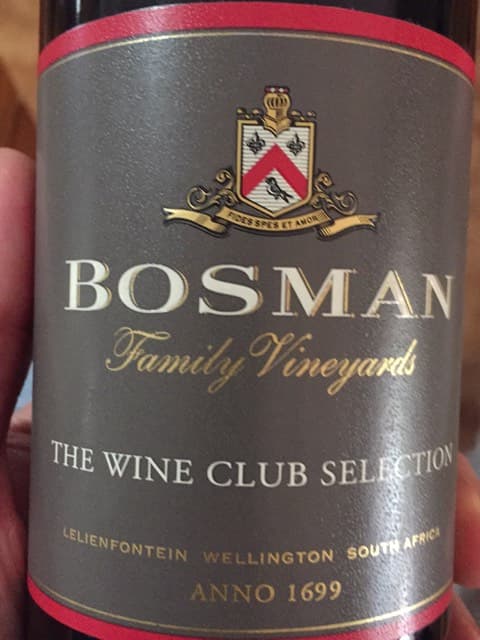 FIDES SPES ET AMOR
BOSMAN
Family Vineyards
THE WINE CLUB SELECTION
LELIENFONTEIN WELLINGTON SOUTH AFRICA
ANNO 1699